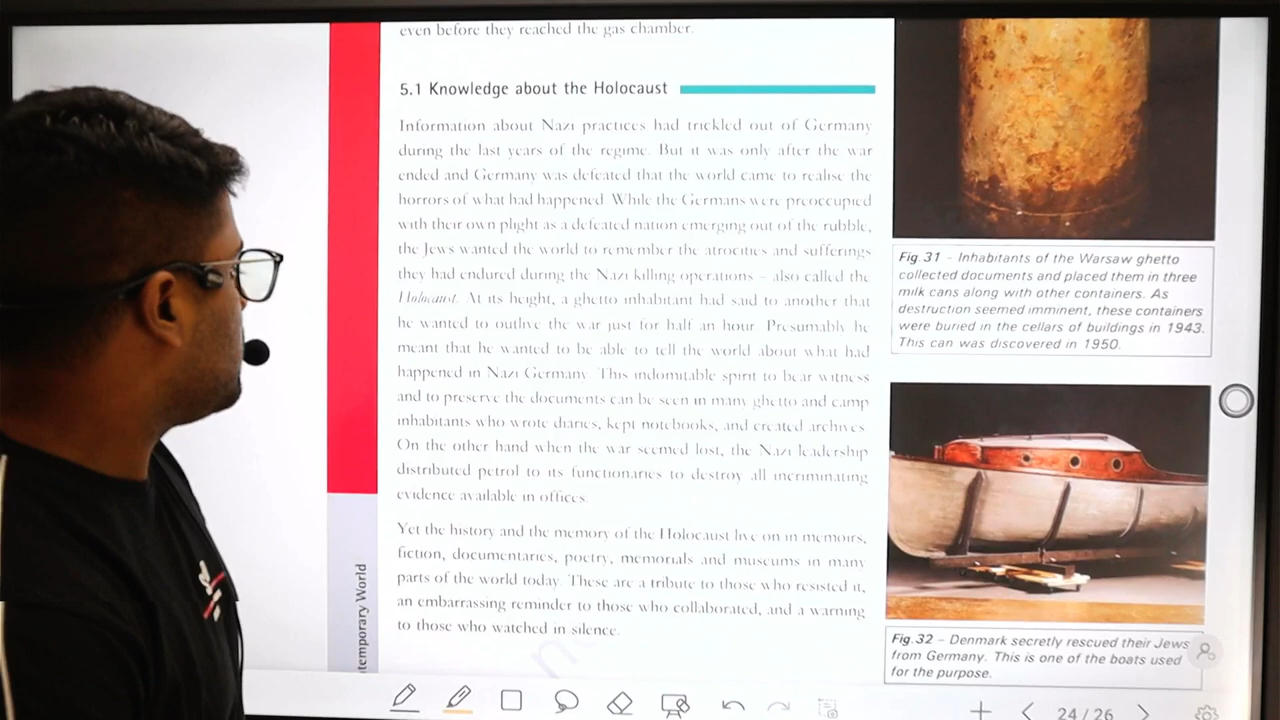 even before they reached the gas chamber.
5.1 Knowledge about the Holocaust
Information about Nazi practices had trickled out of Germany
during the last years of the regime. But it was only after the war
ended and Germany was defeated that the world came to realise the
horrors of what had happened. While the Germans were preoccupied
with their own plight as a defeated nation emerging out of the rubble,
the Jews wanted the world to remember the atrocities and sufferings
they had endured during the Nazi killing operations – also called the
Holocaust. At its height, a ghetto inhabitant had said to another that
he wanted to outlive the war just for half an hour. Presumably he
meant that he wanted to be able to tell the world about what had
happened in Nazi Germany. This indomitable spirit to bear witness
and to preserve the documents can be seen in many ghetto and camp
inhabitants who wrote diaries, kept notebooks, and created archives.
On the other hand when the war seemed lost, the Nazi leadership
distributed petrol to its functionaries to destroy all incriminating
evidence available in offices.
Yet the history and the memory of the Holocaust live on in memoirs,
fiction, documentaries, poetry, memorials and museums in many
parts of the world today. These are a tribute to those who resisted it,
an embarrassing reminder to those who collaborated, and a warning
to those who watched in silence.
Fig.31 – Inhabitants of the Warsaw ghetto
collected documents and placed them in three
milk cans along with other containers. As
destruction seemed imminent, these containers
were buried in the cellars of buildings in 1943.
This can was discovered in 1950.
Fig.32 – Denmark secretly rescued their Jews
from Germany. This is one of the boats used
for the purpose.
temporary World
24/26